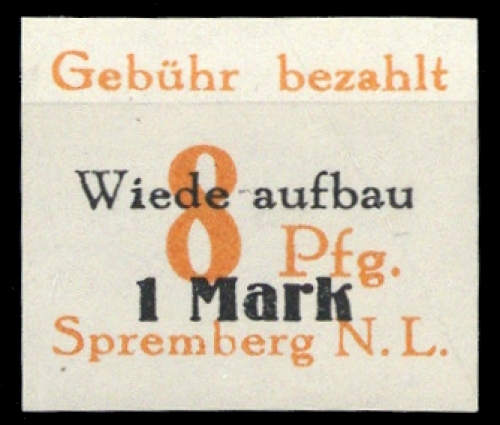 Gebühr bezahlt
Wiede aufbau
8 Pfg.
1 Mark
Spremberg N.L.